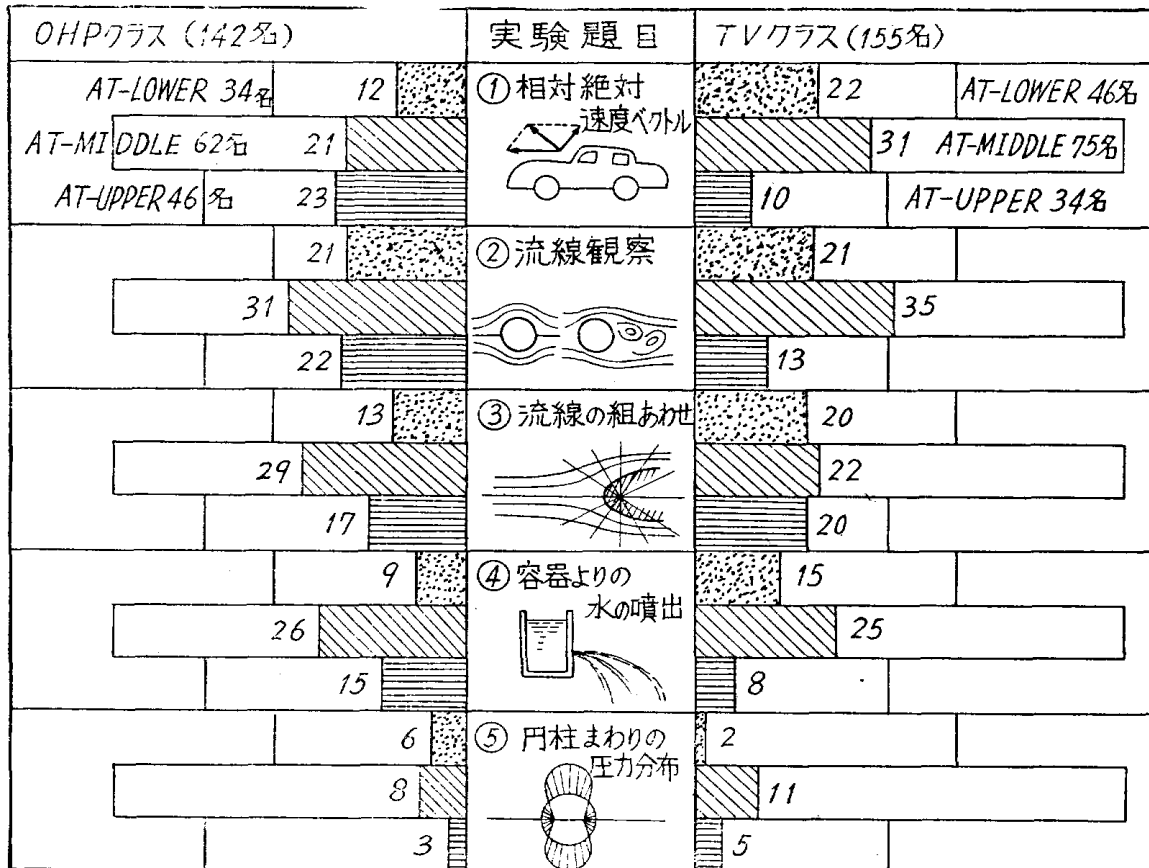 OHPクラス (142名)
実験題目
TVクラス(155名)
AT-LOWER 34名
12
① 相対絶対
速度ベクトル
22
AT-LOWER 46名
AT-MIDDLE 62名
21
31
AT-MIDDLE 75名
AT-UPPER 46名
23
10
AT-UPPER 34名
21
② 流線観察
21
31
35
22
13
13
③ 流線の組あわせ
20
29
22
17
20
9
④ 容器よりの
水の噴出
15
26
25
15
8
6
⑤ 円柱まわりの
圧力分布
2
8
11
3
5